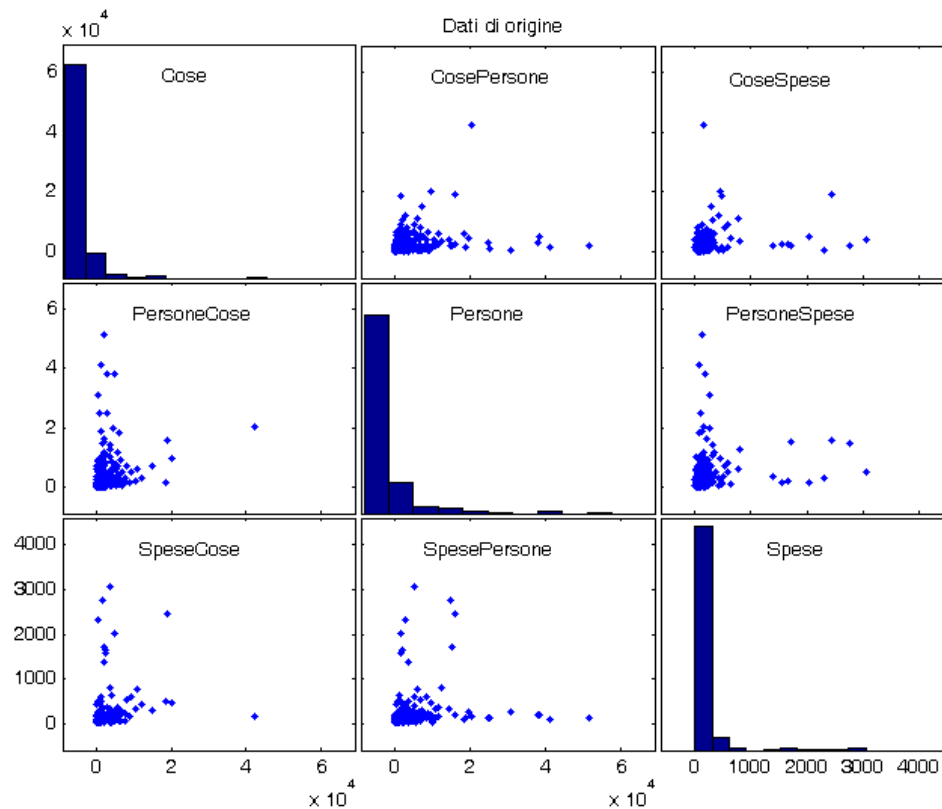 Dati di origine
x 10^4
Cose
CosePersone
CoseSpese
6
4
2
0
PersoneCose
Persone
PersoneSpese
6
4
2
0
SpeseCose
SpesePersone
Spese
4000
3000
2000
1000
0
0 2 4 6 0 2 4 6 0 1000 2000 3000 4000
x 10^4 x 10^4